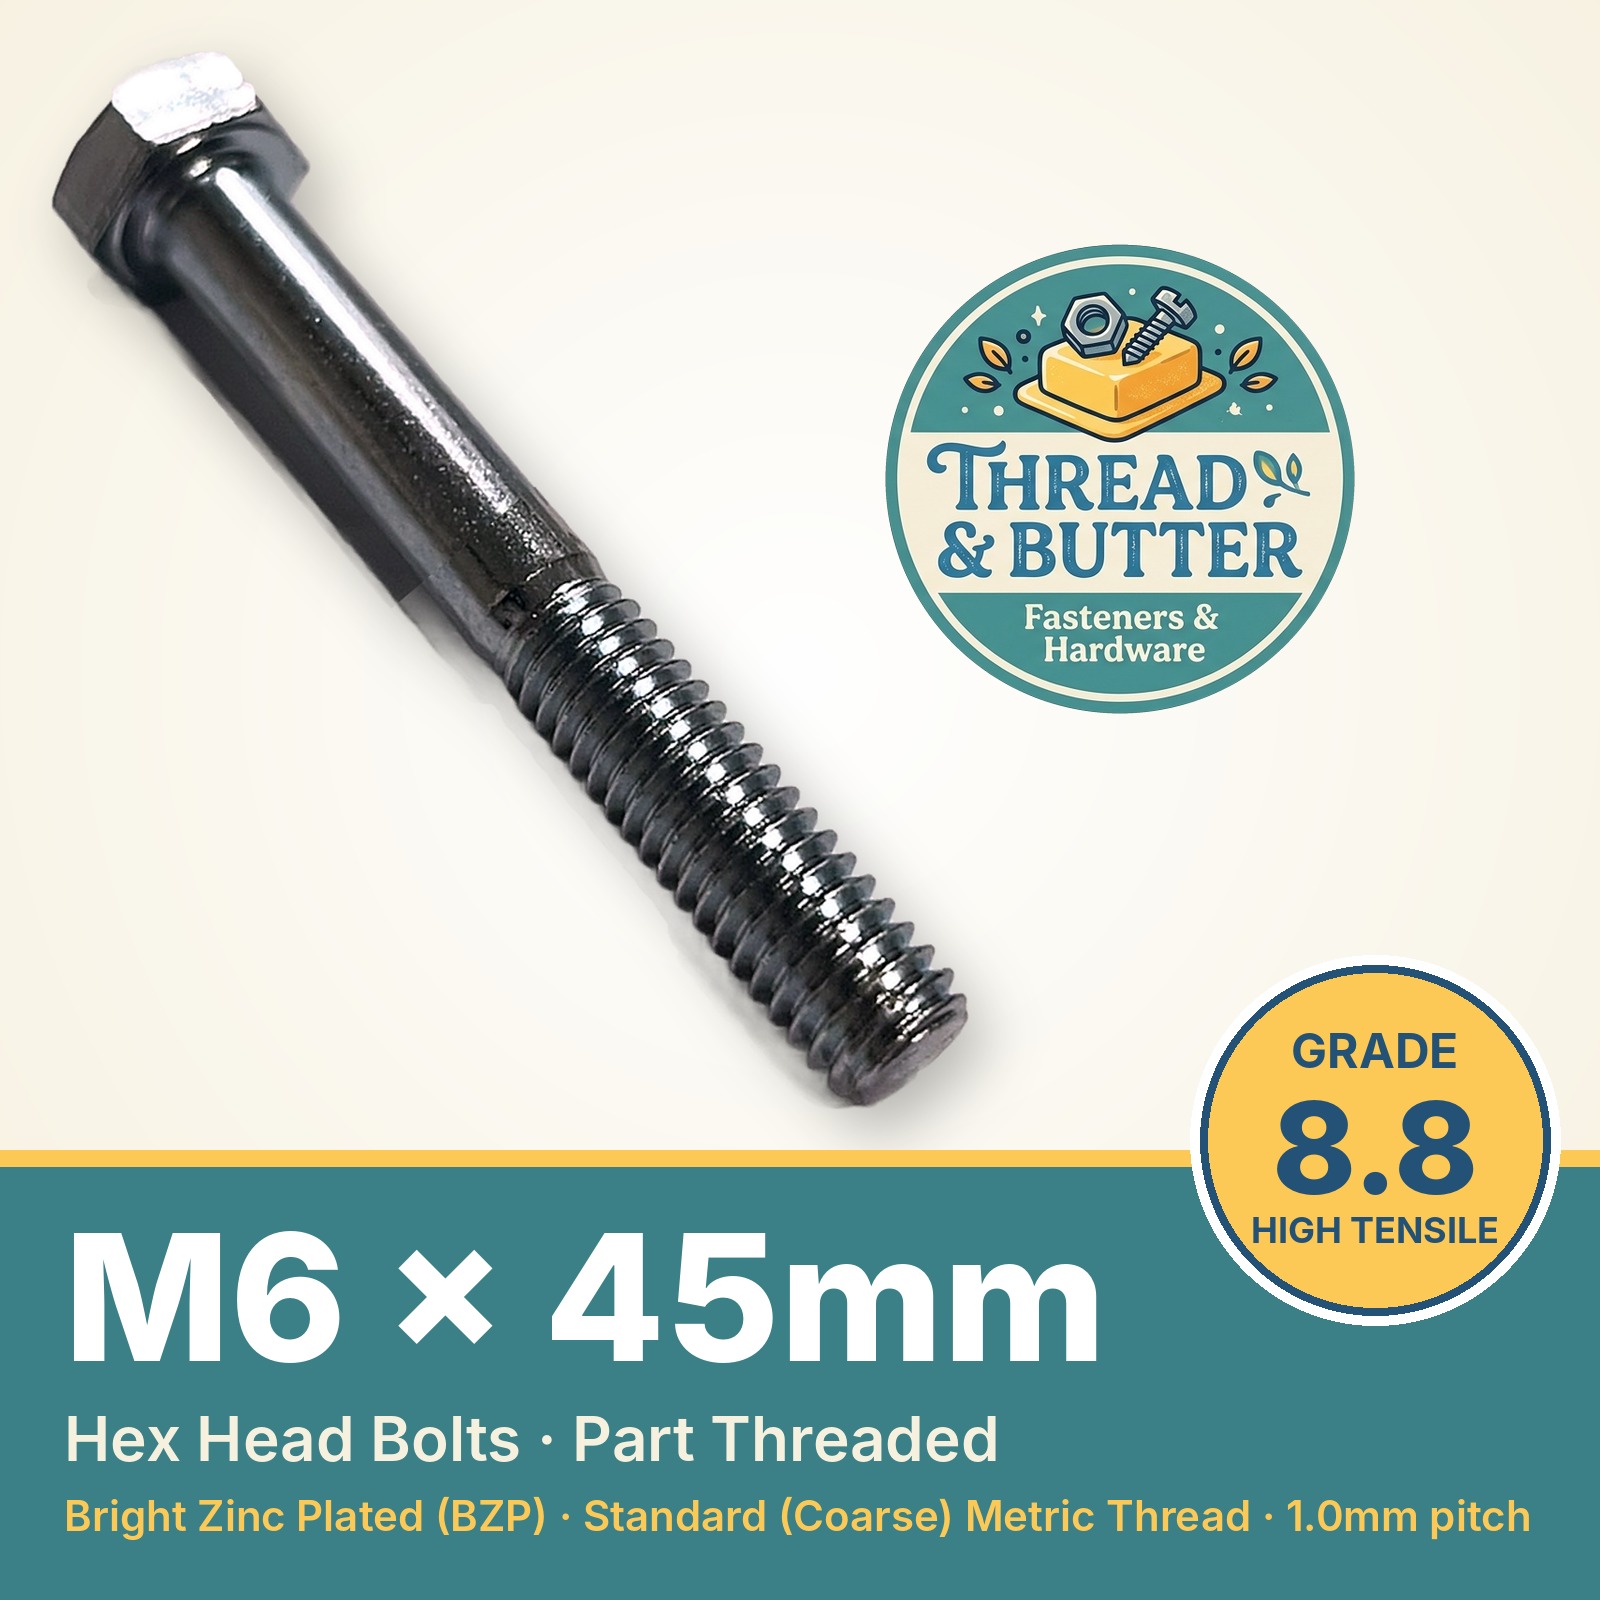 THREAD
& BUTTER
Fasteners &
Hardware
GRADE
8.8
HIGH TENSILE
M6 × 45mm
Hex Head Bolts · Part Threaded
Bright Zinc Plated (BZP) · Standard (Coarse) Metric Thread · 1.0mm pitch